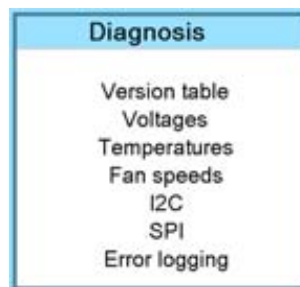 Diagnosis
Version table
Voltages
Temperatures
Fan speeds
I2C
SPI
Error logging